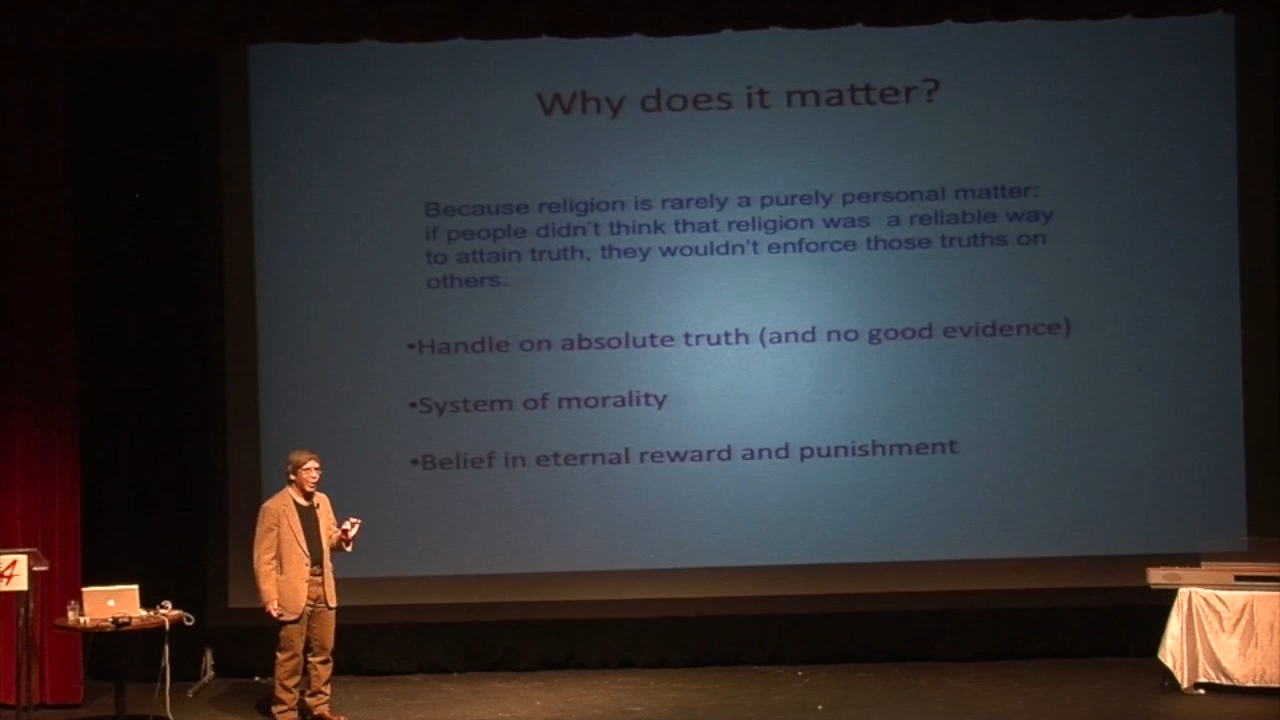 Why does it matter?
Because religion is rarely a purely personal matter:
if people didn't think that religion was a reliable way
to attain truth, they wouldn't enforce those truths on
others.
•Handle on absolute truth (and no good evidence)
•System of morality
•Belief in eternal reward and punishment